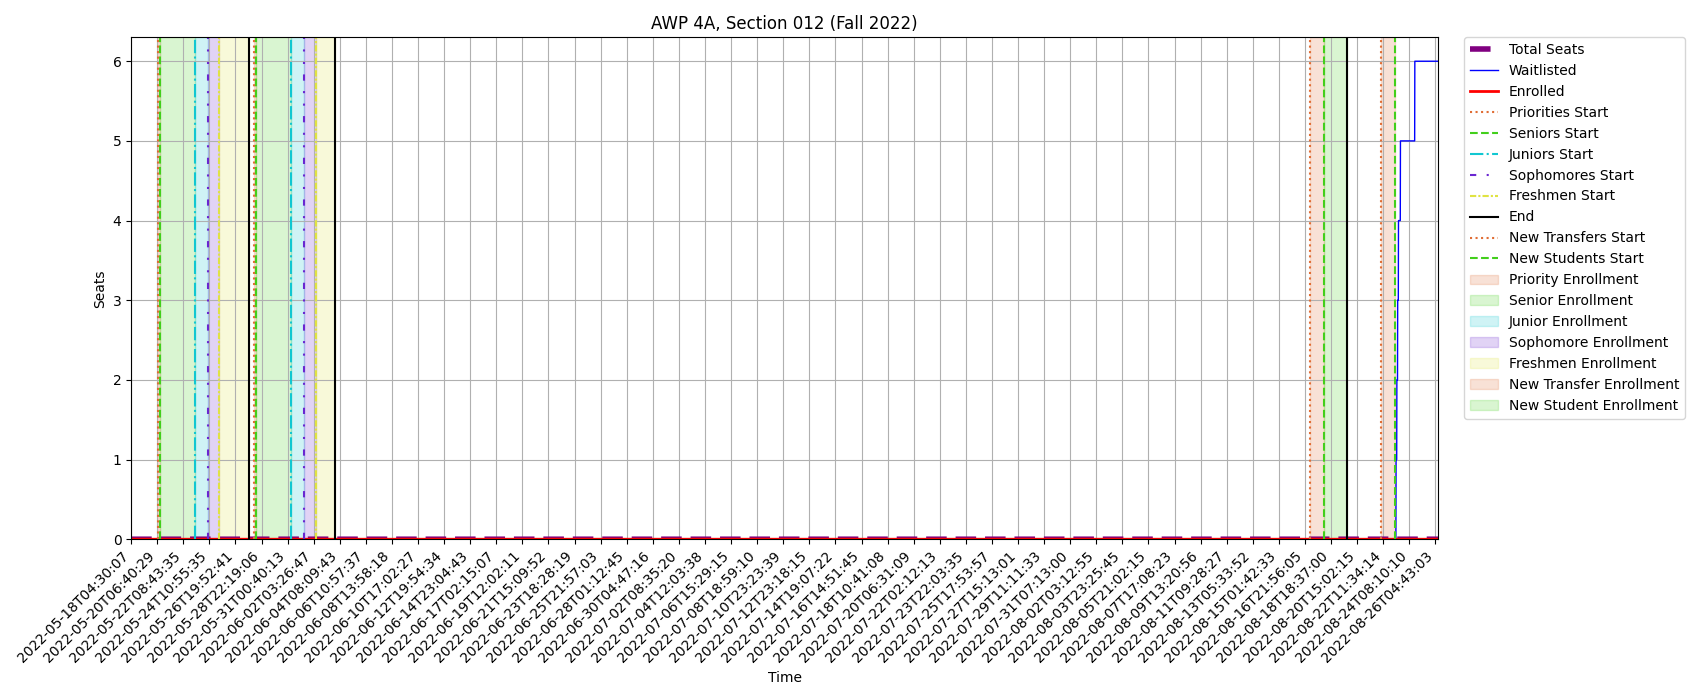 AWP 4A, Section 012 (Fall 2022)
Seats
6
5
4
3
2
1
0
2022-05-18T04:30:07
2022-05-20T06:40:29
2022-05-22T08:43:35
2022-05-24T10:55:35
2022-05-26T19:52:41
2022-05-28T22:19:06
2022-05-31T00:40:13
2022-06-02T03:26:47
2022-06-04T08:09:43
2022-06-06T10:57:37
2022-06-08T13:58:18
2022-06-10T17:02:27
2022-06-12T19:54:34
2022-06-14T23:04:43
2022-06-17T02:15:07
2022-06-19T12:02:11
2022-06-21T15:09:52
2022-06-23T18:28:19
2022-06-25T21:57:03
2022-06-28T01:12:45
2022-06-30T04:47:16
2022-07-02T08:35:20
2022-07-04T12:03:38
2022-07-06T15:29:15
2022-07-08T18:59:10
2022-07-10T23:23:39
2022-07-12T23:18:15
2022-07-14T19:07:22
2022-07-16T14:51:45
2022-07-18T10:41:08
2022-07-20T06:31:09
2022-07-22T02:12:13
2022-07-23T22:03:35
2022-07-25T17:53:57
2022-07-27T15:13:01
2022-07-29T11:11:33
2022-07-31T07:13:00
2022-08-02T03:12:55
2022-08-03T23:25:45
2022-08-05T21:02:15
2022-08-07T17:08:23
2022-08-09T13:20:56
2022-08-11T09:28:27
2022-08-13T05:33:52
2022-08-15T01:42:33
2022-08-16T21:56:05
2022-08-18T18:37:00
2022-08-20T15:02:15
2022-08-22T11:34:14
2022-08-24T08:10:10
2022-08-26T04:43:03
Time
Total Seats
Waitlisted
Enrolled
Priorities Start
Seniors Start
Juniors Start
Sophomores Start
Freshmen Start
End
New Transfers Start
New Students Start
Priority Enrollment
Senior Enrollment
Junior Enrollment
Sophomore Enrollment
Freshmen Enrollment
New Transfer Enrollment
New Student Enrollment